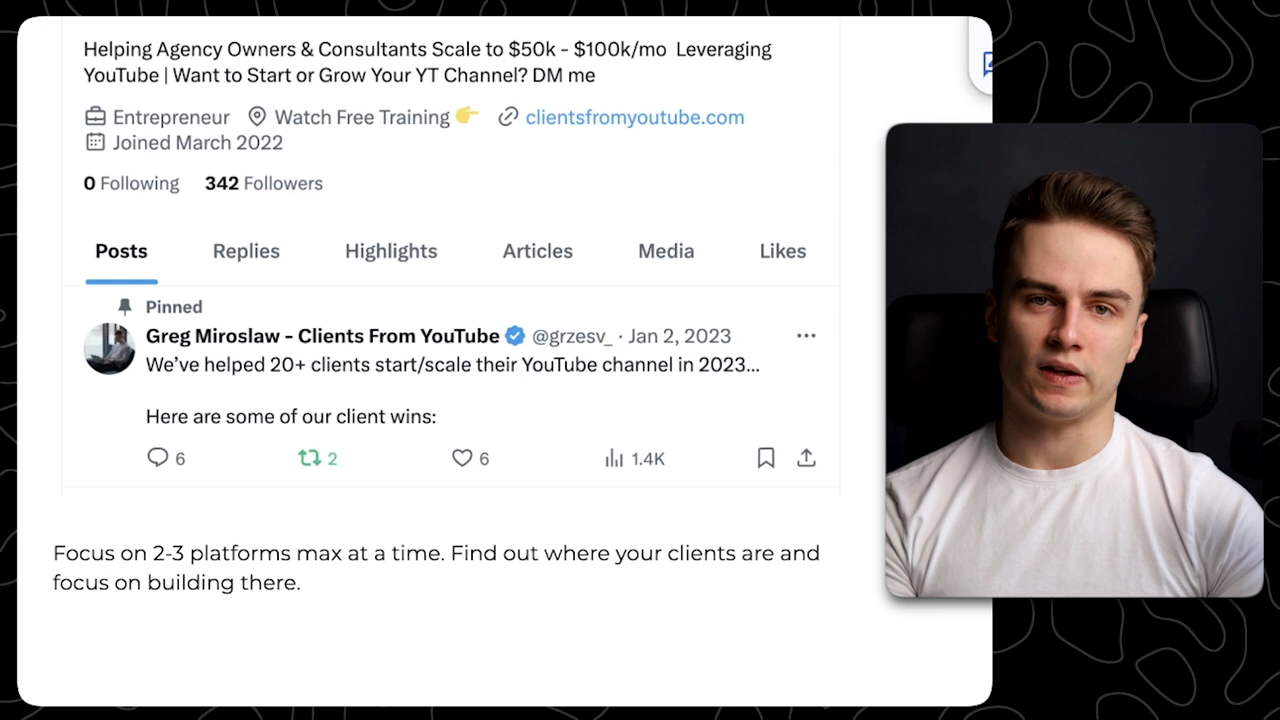 Helping Agency Owners & Consultants Scale to $50k - $100k/mo Leveraging
YouTube | Want to Start or Grow Your YT Channel? DM me
Entrepreneur Watch Free Training 👉 clientsfromyoutube.com
Joined March 2022
0 Following 342 Followers
Posts Replies Highlights Articles Media Likes
Pinned
Greg Miroslaw - Clients From YouTube @grzesv_ · Jan 2, 2023
We’ve helped 20+ clients start/scale their YouTube channel in 2023...
Here are some of our client wins:
6 2 6 1.4K
Focus on 2-3 platforms max at a time. Find out where your clients are and
focus on building there.